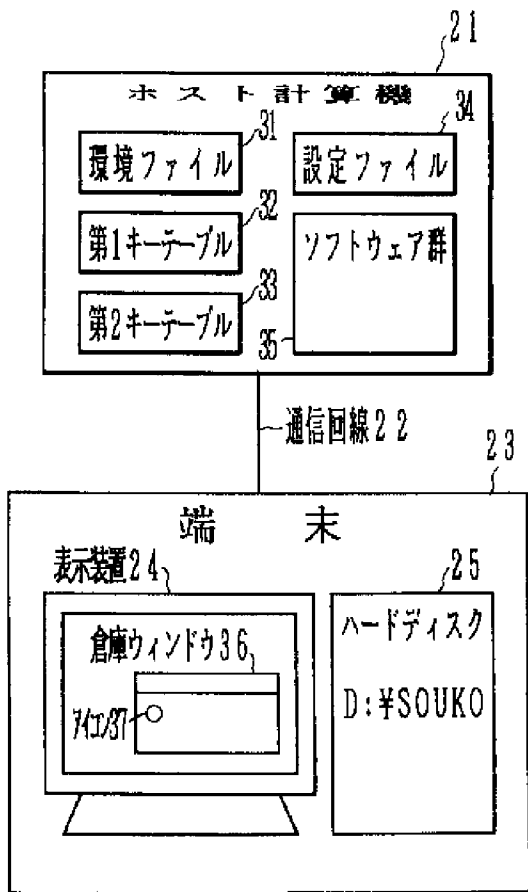 21
ホスト計算機
31
環境ファイル
34
設定ファイル
32
第1キーテーブル
ソフトウェア群
33
第2キーテーブル
35
通信回線22
23
端末
表示装置24
25
倉庫ウィンドウ36
アイコン37
ハードディスク
D:¥SOUKO